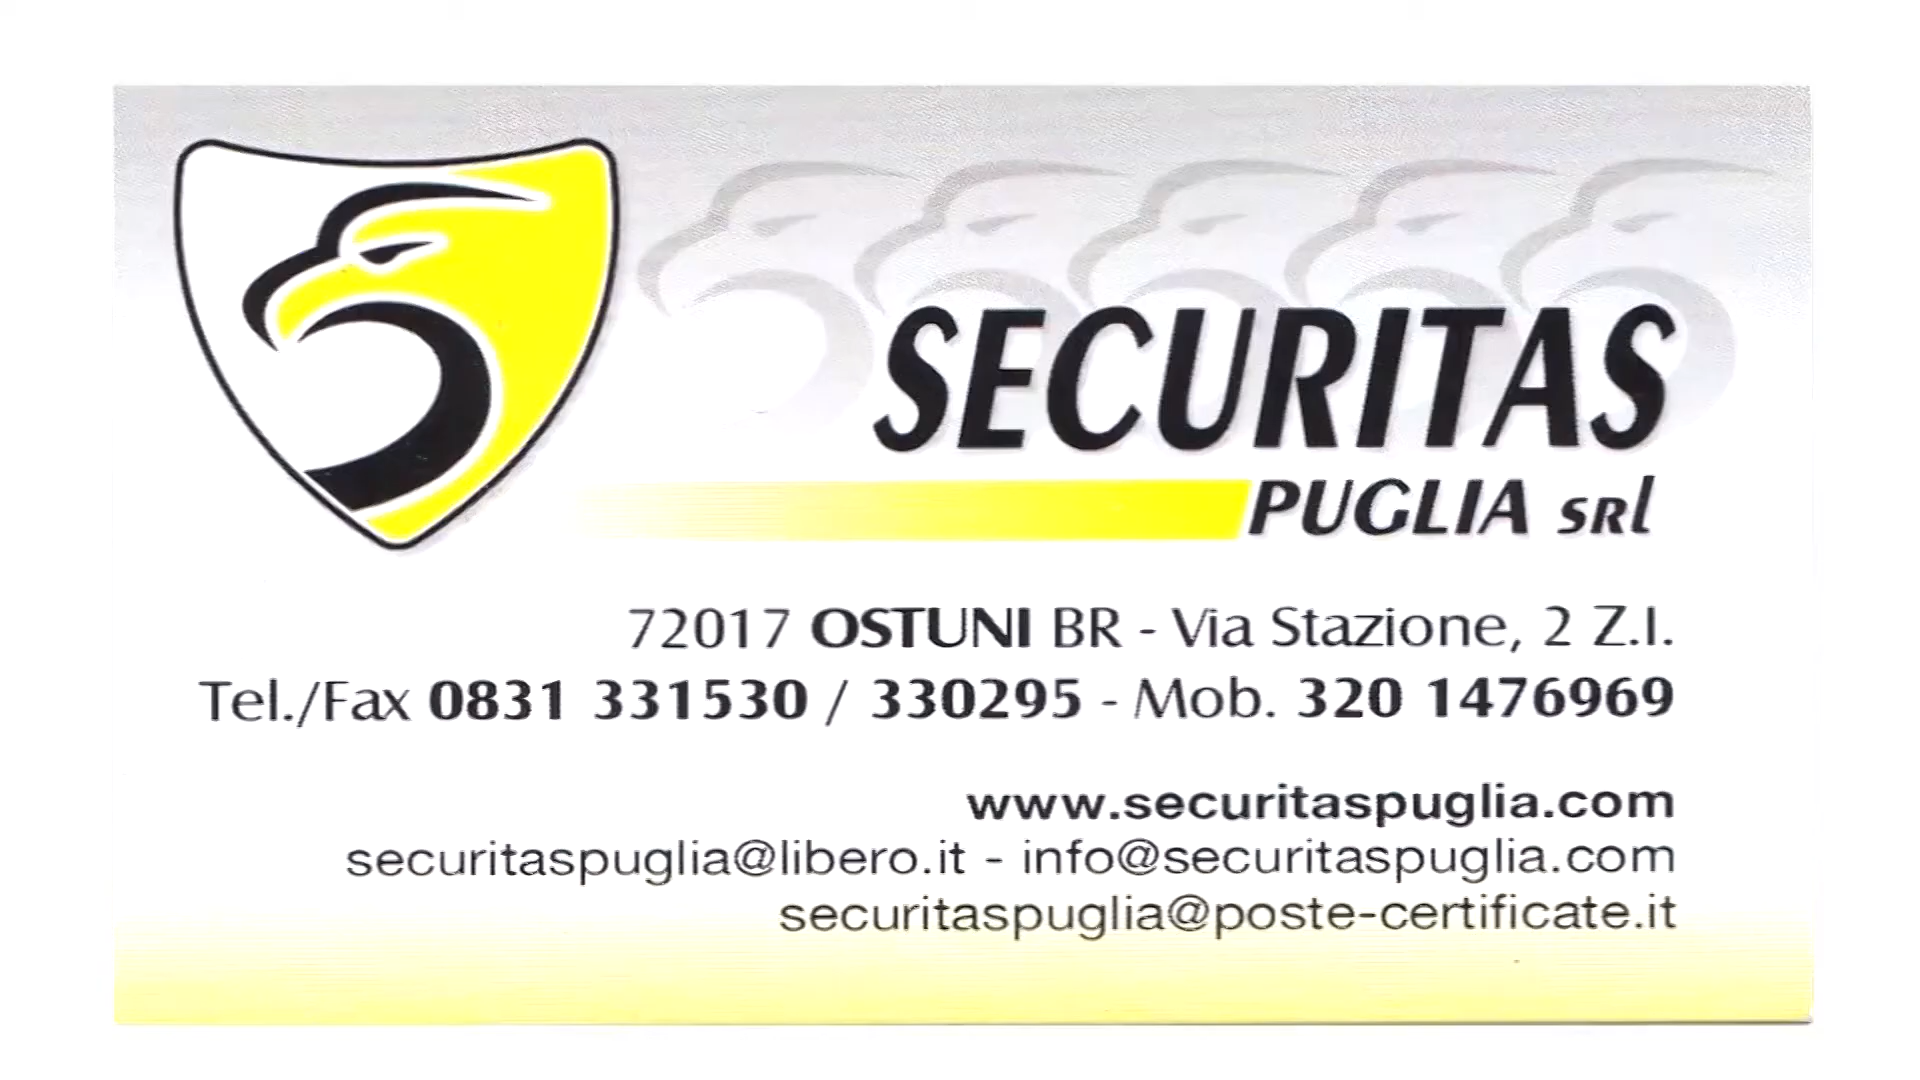 SECURITAS
PUGLIA SRL
72017 OSTUNI BR - Via Stazione, 2 Z.I.
Tel./Fax 0831 331530 / 330295 - Mob. 320 1476969
www.securitaspuglia.com
securitaspuglia@libero.it - info@securitaspuglia.com
securitaspuglia@poste-certificate.it